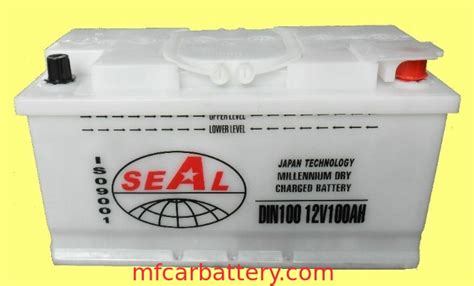 UPPER LEVEL
LOWER LEVEL
ISO9001
SEAL
JAPAN TECHNOLOGY
MILLENNIUM DRY
CHARGED BATTERY
DIN100 12V100AH
mfcarbattery.com